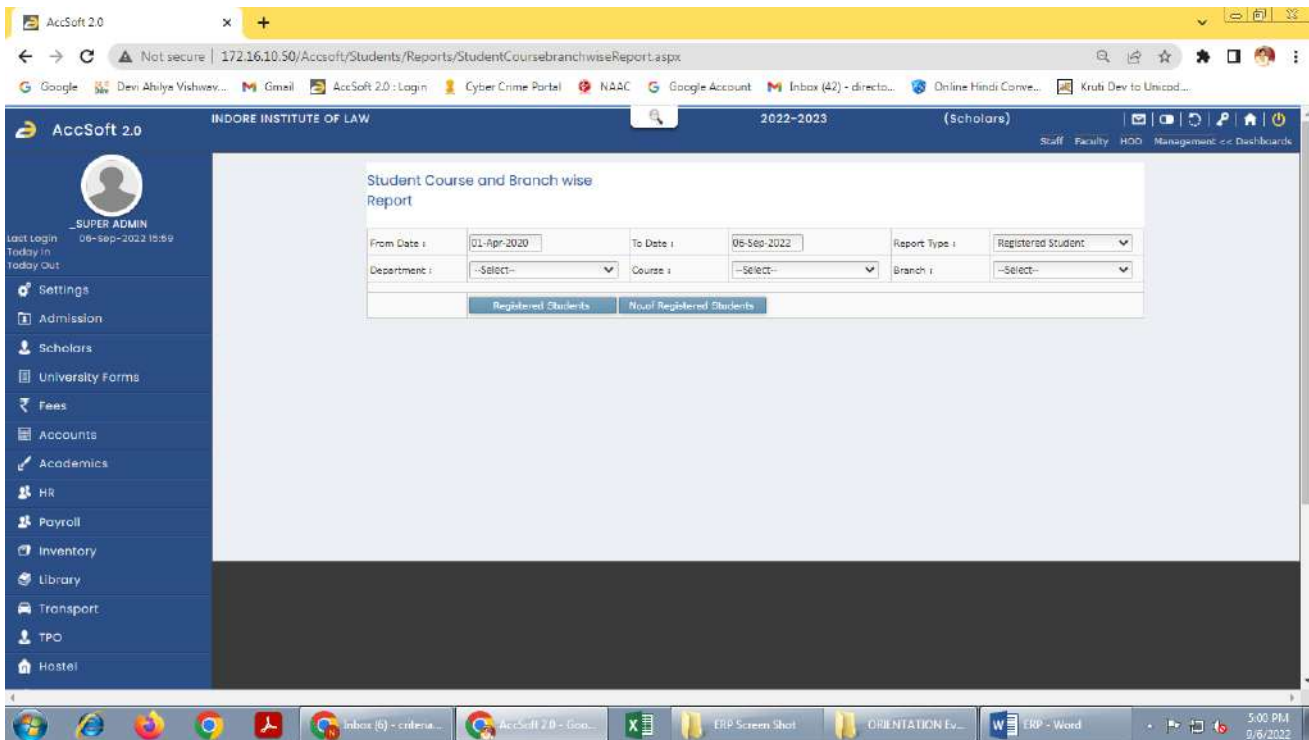 AccSoft 2.0
Not secure | 172.16.10.50/Accsoft/Students/Reports/StudentCoursebranchwiseReport.aspx
Google Devi Ahilya Vishwav... Gmail AccSoft 2.0 : Login Cyber Crime Portal NAAC Google Account Inbox (42) - directo... Online Hindi Conve... Kruti Dev to Unicod...
AccSoft 2.0 INDORE INSTITUTE OF LAW 2022-2023 (Scholars)
Staff Faculty HOD Management << Dashboards
_SUPER ADMIN
Last Login 06-Sep-2022 15:59
Today In
Today Out
Settings
Admission
Scholars
University Forms
Fees
Accounts
Academics
HR
Payroll
Inventory
Library
Transport
TPO
Hostel
Student Course and Branch wise
Report
From Date : 01-Apr-2020 To Date : 06-Sep-2022 Report Type : Registered Student
Department : --Select-- Course : --Select-- Branch : --Select--
Registered Students No.of Registered Students
Inbox (6) - criteria... AccSoft 2.0 - Goo... ERP Screen Shot ORIENTATION Ev... ERP - Word 5:00 PM
9/6/2022